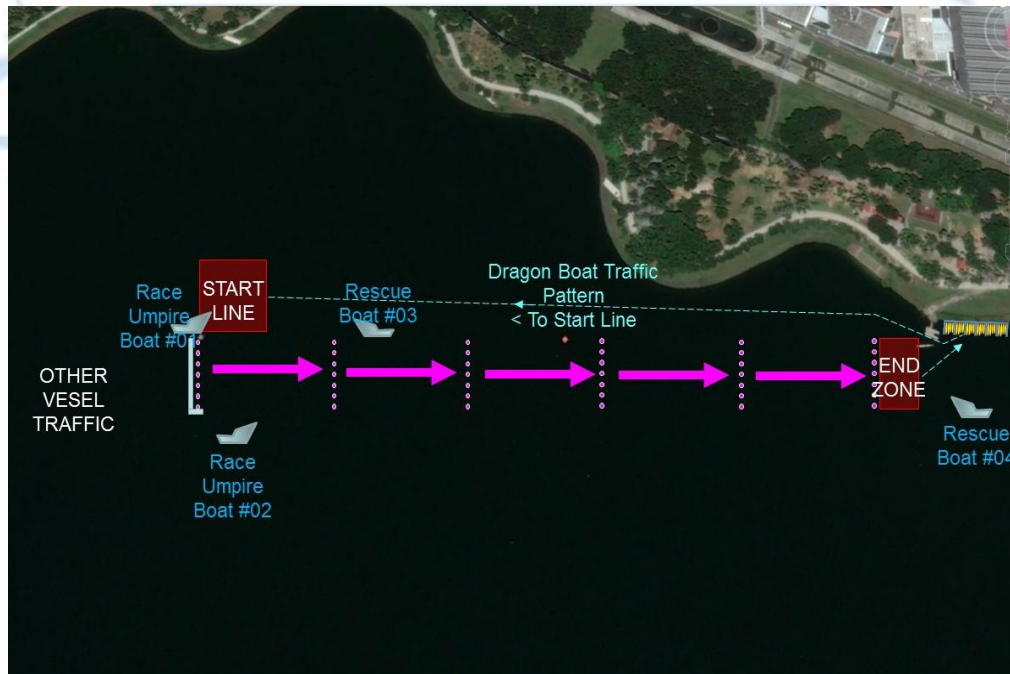 START
LINE
Race
Umpire
Boat #01
Rescue
Boat #03
Dragon Boat Traffic
Pattern
< To Start Line
OTHER
VESEL
TRAFFIC
END
ZONE
Race
Umpire
Boat #02
Rescue
Boat #04